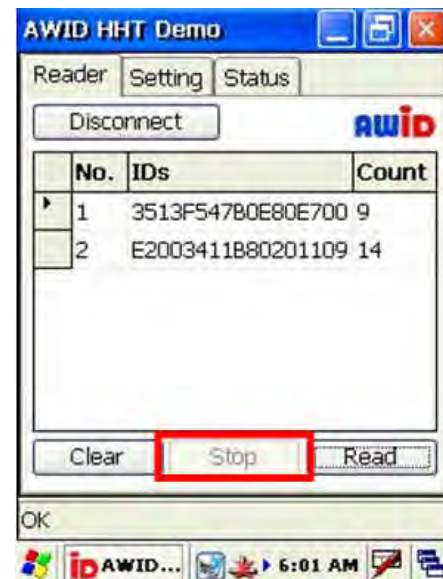 AWID HHT Demo
Reader Setting Status
Disconnect AWiD
No. IDs Count
1 3513F547B0E80E700 9
2 E2003411B80201109 14
Clear Stop Read
OK
iD AWID... 6:01 AM